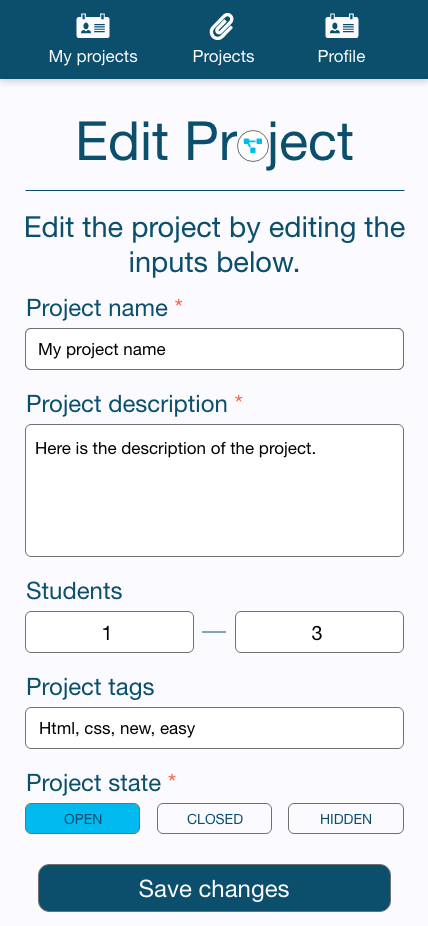 My projects Projects Profile
Edit Project
Edit the project by editing the
inputs below.
Project name *
My project name
Project description *
Here is the description of the project.
Students
1 — 3
Project tags
Html, css, new, easy
Project state *
OPEN CLOSED HIDDEN
Save changes